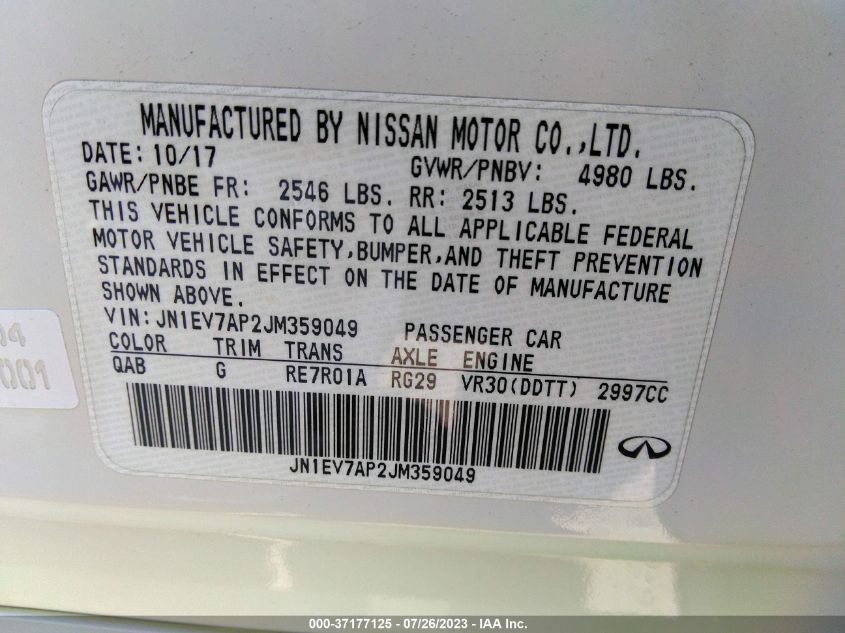 MANUFACTURED BY NISSAN MOTOR CO.,LTD.
DATE: 10/17 GVWR/PNBV: 4980 LBS.
GAWR/PNBE FR: 2546 LBS. RR: 2513 LBS.
THIS VEHICLE CONFORMS TO ALL APPLICABLE FEDERAL
MOTOR VEHICLE SAFETY,BUMPER,AND THEFT PREVENTION
STANDARDS IN EFFECT ON THE DATE OF MANUFACTURE
SHOWN ABOVE.
VIN:JN1EV7AP2JM359049 PASSENGER CAR
COLOR TRIM TRANS AXLE ENGINE
QAB G RE7R01A RG29 VR30(DDTT) 2997CC
JN1EV7AP2JM359049
000-37177125 - 07/26/2023 - IAA Inc.